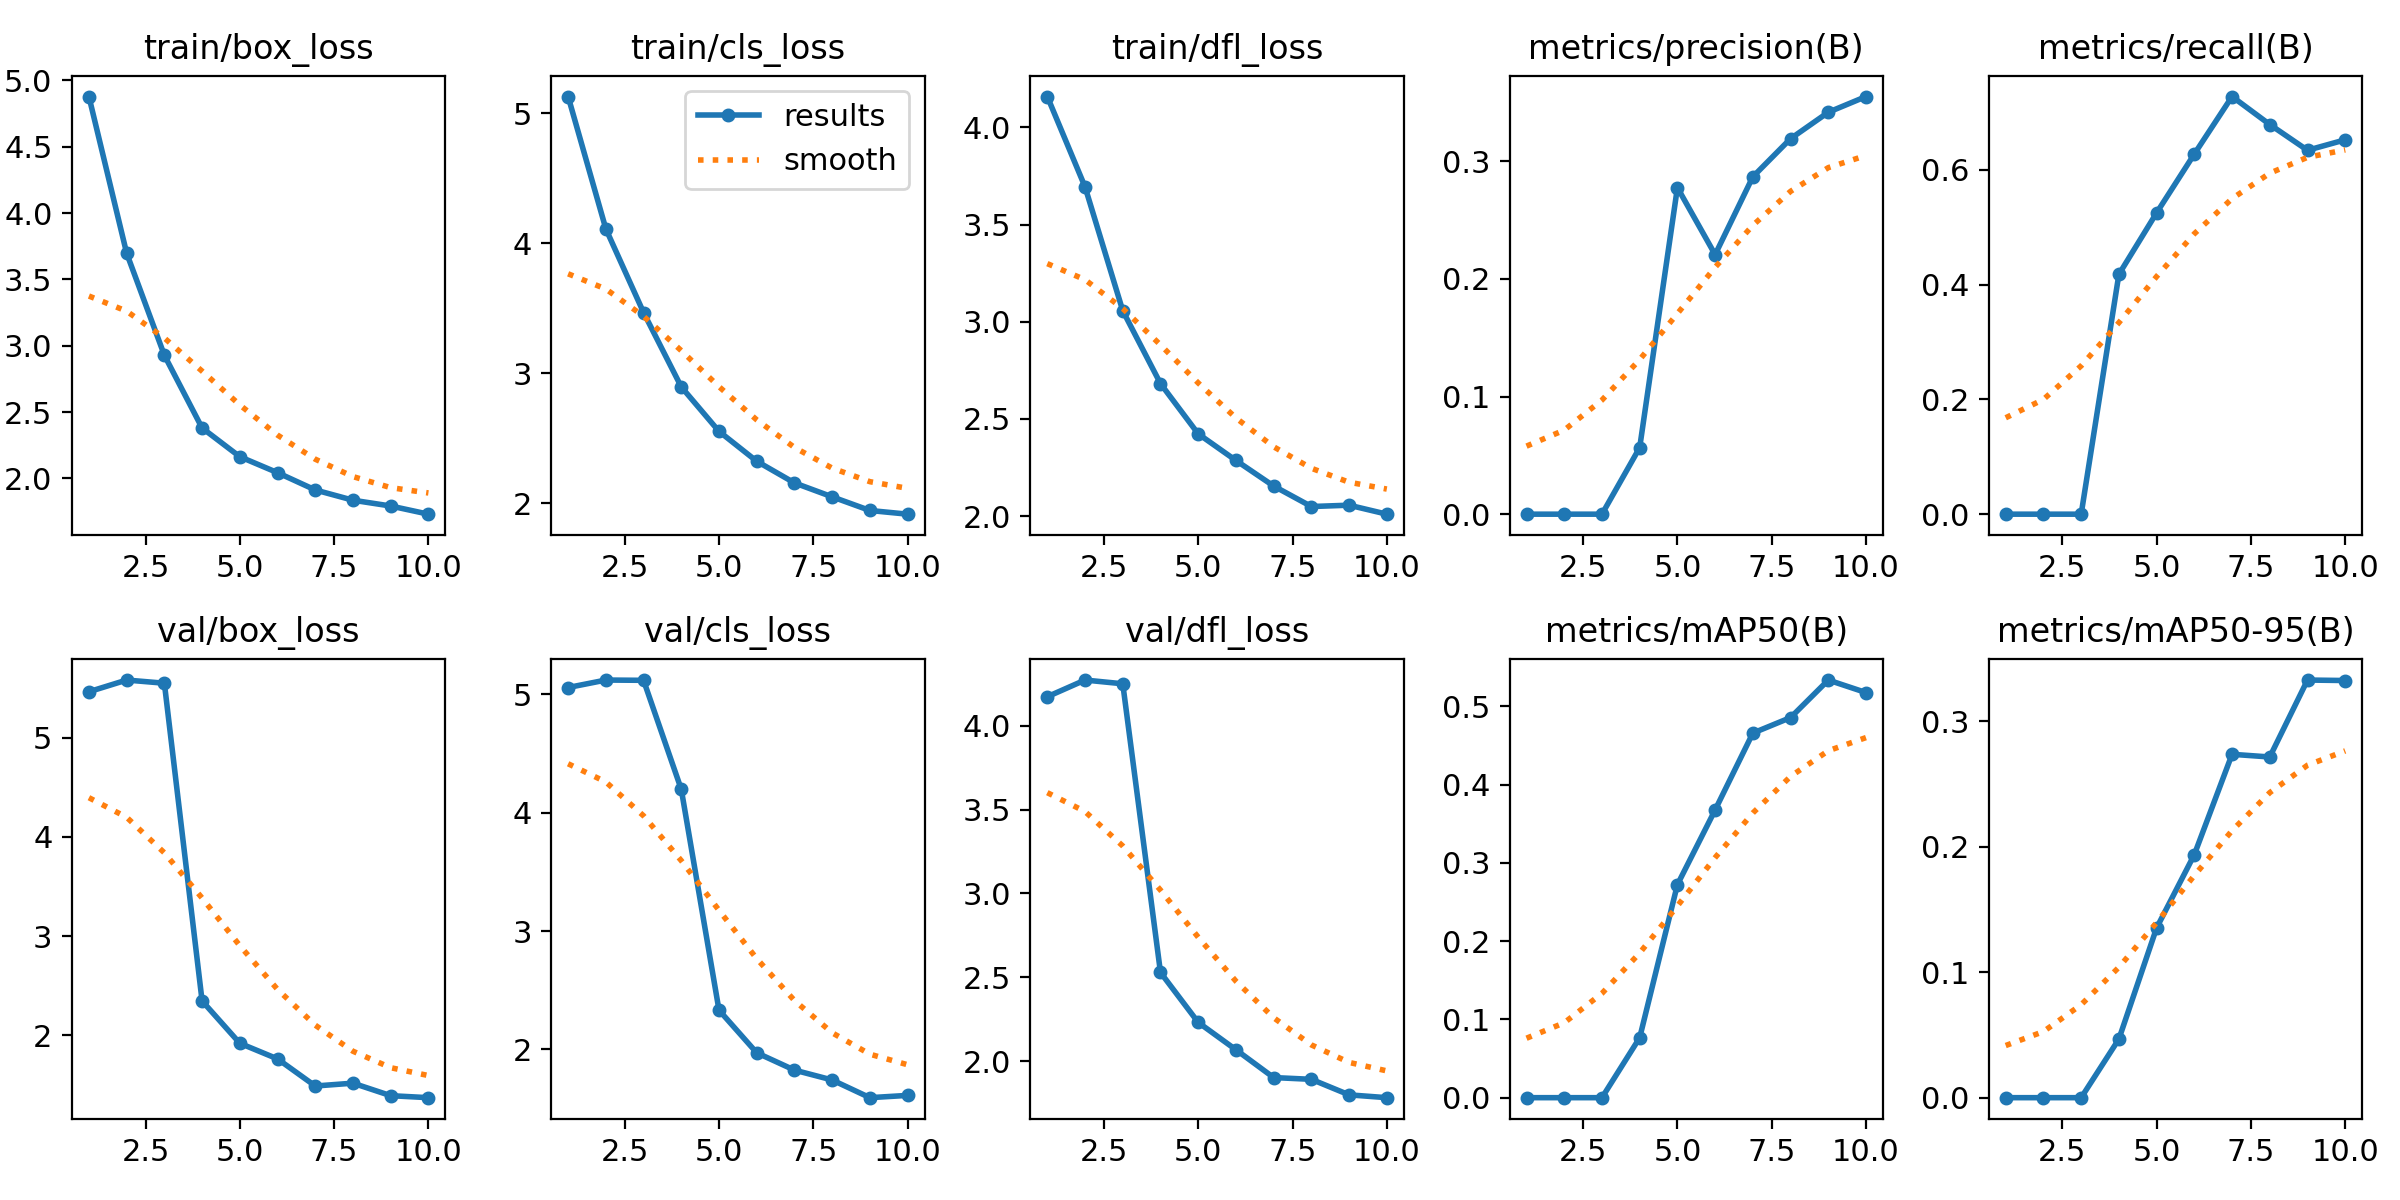 train/box_loss
5.0
4.5
4.0
3.5
3.0
2.5
2.0
2.5 5.0 7.5 10.0
train/cls_loss
results
smooth
5
4
3
2
2.5 5.0 7.5 10.0
train/dfl_loss
4.0
3.5
3.0
2.5
2.0
2.5 5.0 7.5 10.0
metrics/precision(B)
0.3
0.2
0.1
0.0
2.5 5.0 7.5 10.0
metrics/recall(B)
0.6
0.4
0.2
0.0
2.5 5.0 7.5 10.0
val/box_loss
5
4
3
2
2.5 5.0 7.5 10.0
val/cls_loss
5
4
3
2
2.5 5.0 7.5 10.0
val/dfl_loss
4.0
3.5
3.0
2.5
2.0
2.5 5.0 7.5 10.0
metrics/mAP50(B)
0.5
0.4
0.3
0.2
0.1
0.0
2.5 5.0 7.5 10.0
metrics/mAP50-95(B)
0.3
0.2
0.1
0.0
2.5 5.0 7.5 10.0